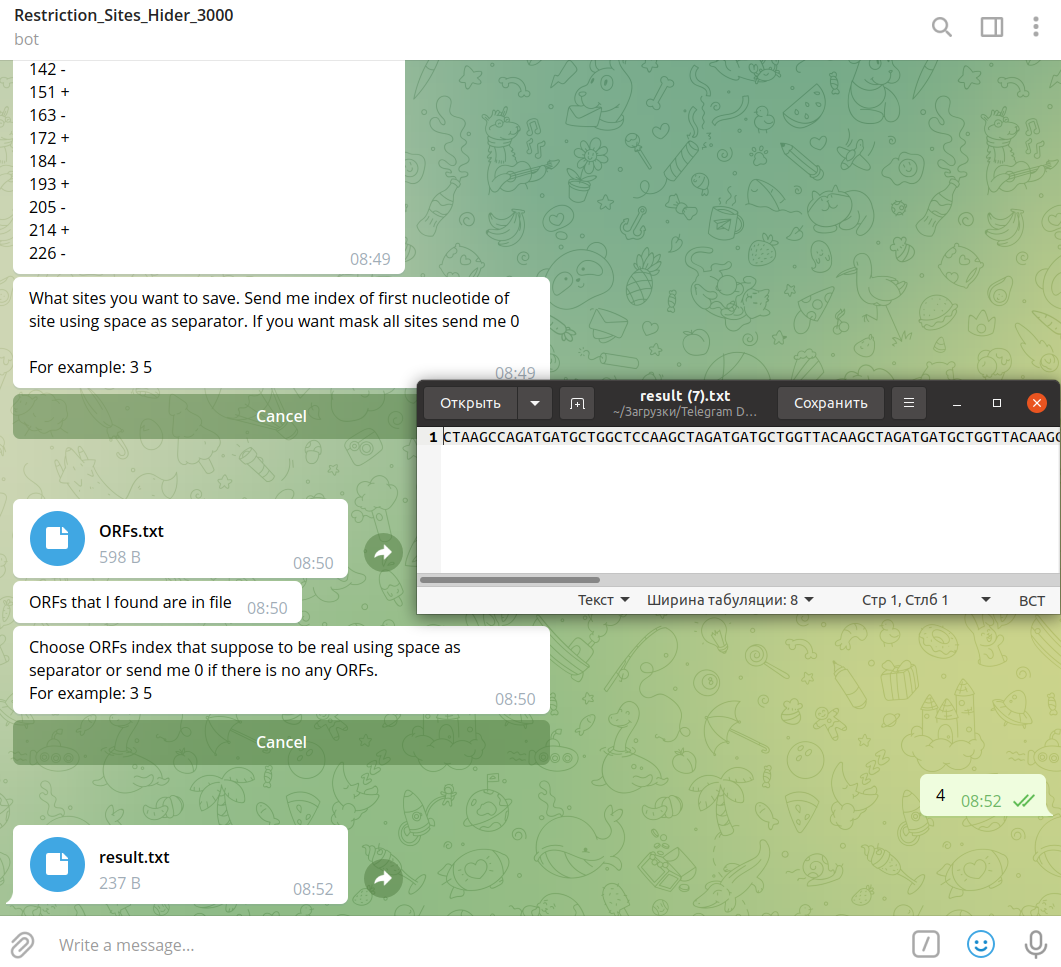 Restriction_Sites_Hider_3000
bot
142 -
151 +
163 -
172 +
184 -
193 +
205 -
214 +
226 -
08:49
What sites you want to save. Send me index of first nucleotide of
site using space as separator. If you want mask all sites send me 0
For example: 3 5
08:49
Cancel
Открыть
result (7).txt
~/Загрузки/Telegram D...
Сохранить
1 CTAAGCCAGATGATGCTGGCTCCAAGCTAGATGATGCTGGTTACAAGCTAGATGATGCTGGTTACAAGC
Текст
Ширина табуляции: 8
Стр 1, Стлб 1
ВСТ
ORFs.txt
598 B
08:50
ORFs that I found are in file
08:50
Choose ORFs index that suppose to be real using space as
separator or send me 0 if there is no any ORFs.
For example: 3 5
08:50
Cancel
4
08:52
result.txt
237 B
08:52
Write a message...